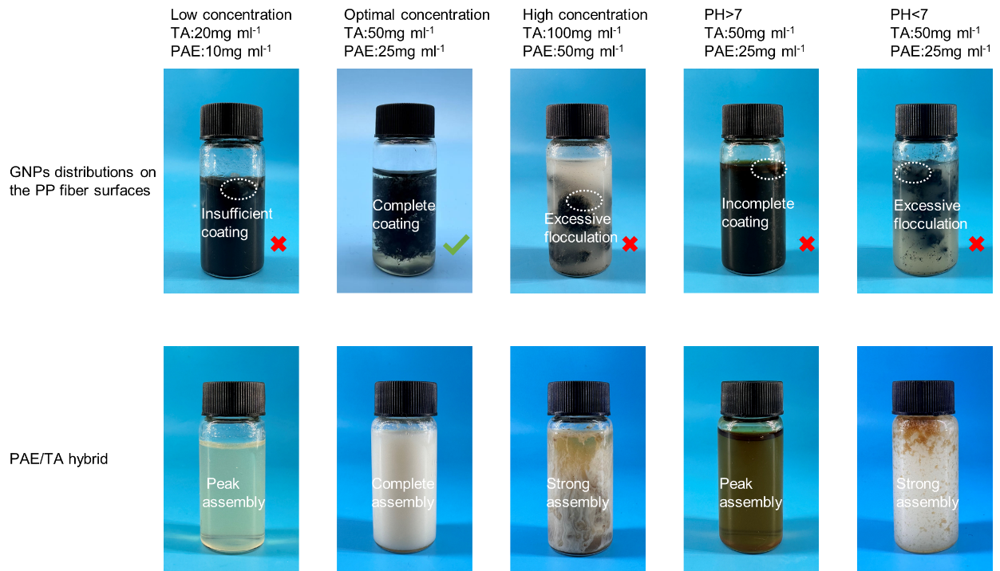 Low concentration
TA:20mg ml-1
PAE:10mg ml-1
Optimal concentration
TA:50mg ml-1
PAE:25mg ml-1
High concentration
TA:100mg ml-1
PAE:50mg ml-1
PH>7
TA:50mg ml-1
PAE:25mg ml-1
PH<7
TA:50mg ml-1
PAE:25mg ml-1
GNPs distributions on
the PP fiber surfaces
Insufficient
coating
Complete
coating
Excessive
flocculation
Incomplete
coating
Excessive
flocculation
PAE/TA hybrid
Peak
assembly
Complete
assembly
Strong
assembly
Peak
assembly
Strong
assembly